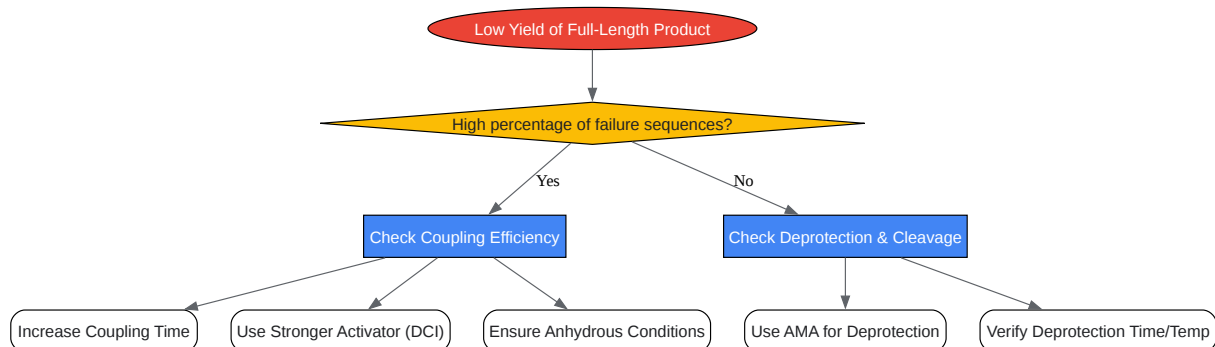 Low Yield of Full-Length Product
High percentage of failure sequences?
Yes
No
Check Coupling Efficiency
Check Deprotection & Cleavage
Increase Coupling Time
Use Stronger Activator (DCI)
Ensure Anhydrous Conditions
Use AMA for Deprotection
Verify Deprotection Time/Temp